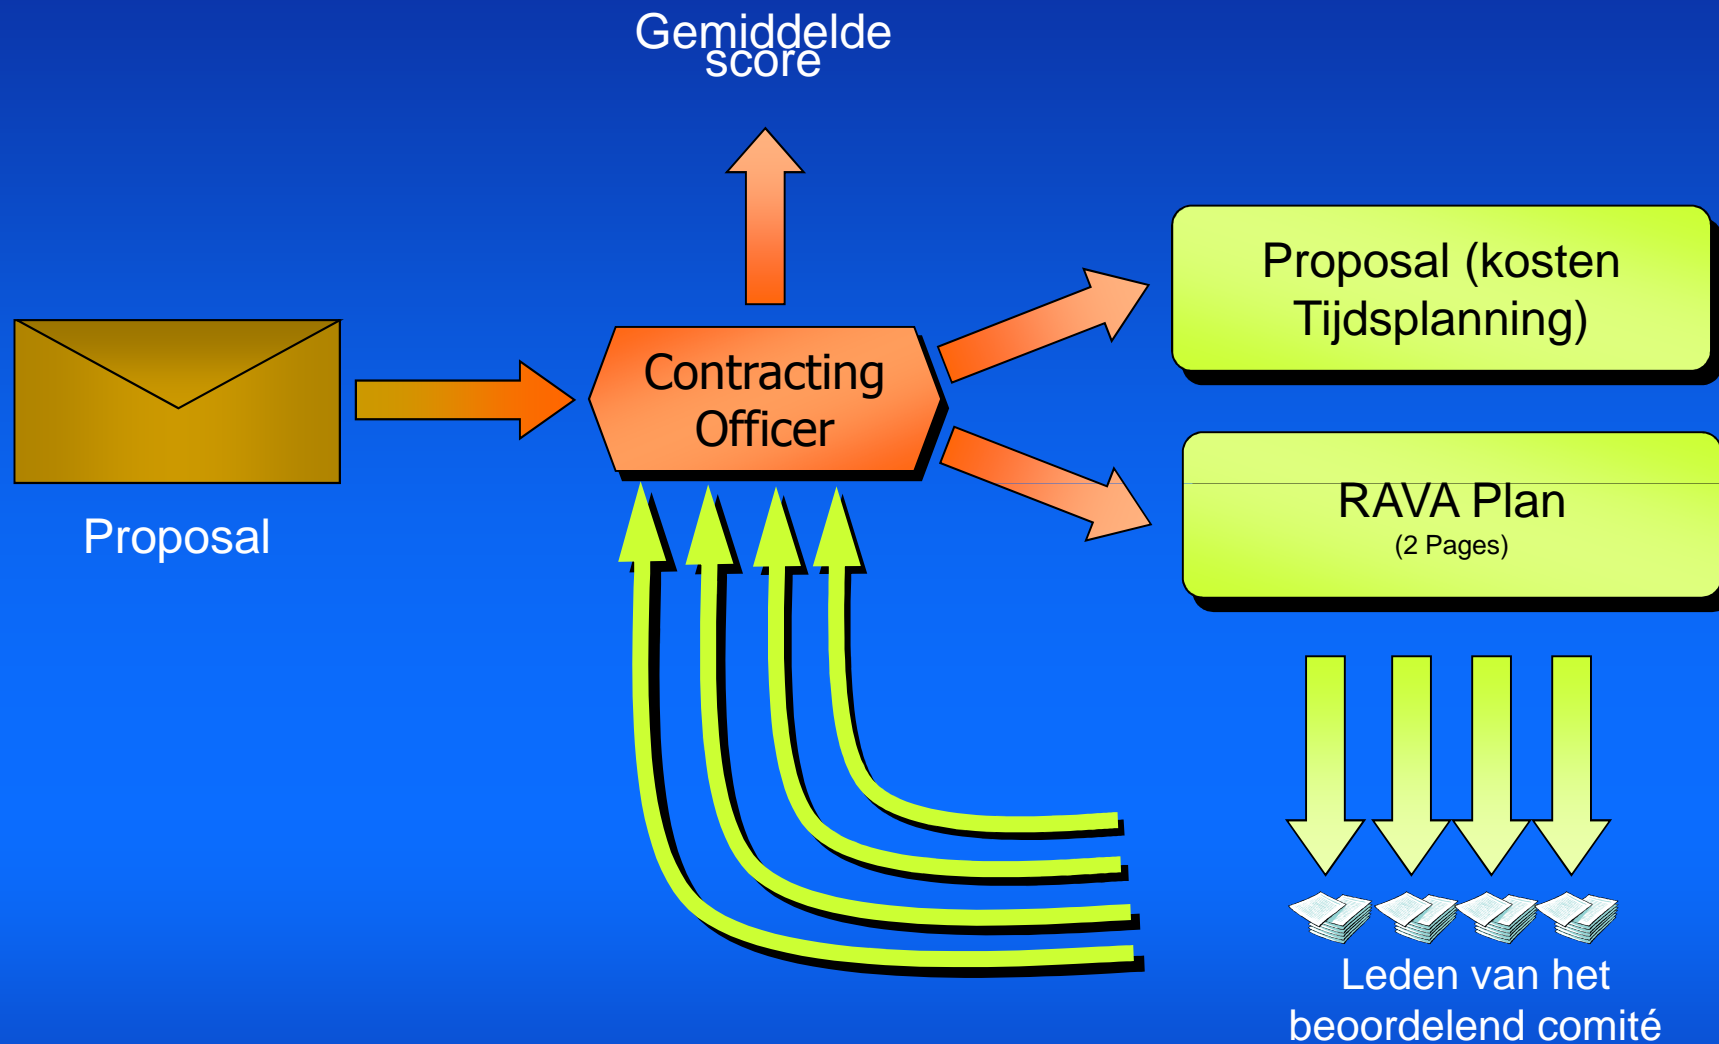 Gemiddelde
score
Proposal
Contracting
Officer
Proposal (kosten
Tijdsplanning)
RAVA Plan
(2 Pages)
Leden van het
beoordelend comité